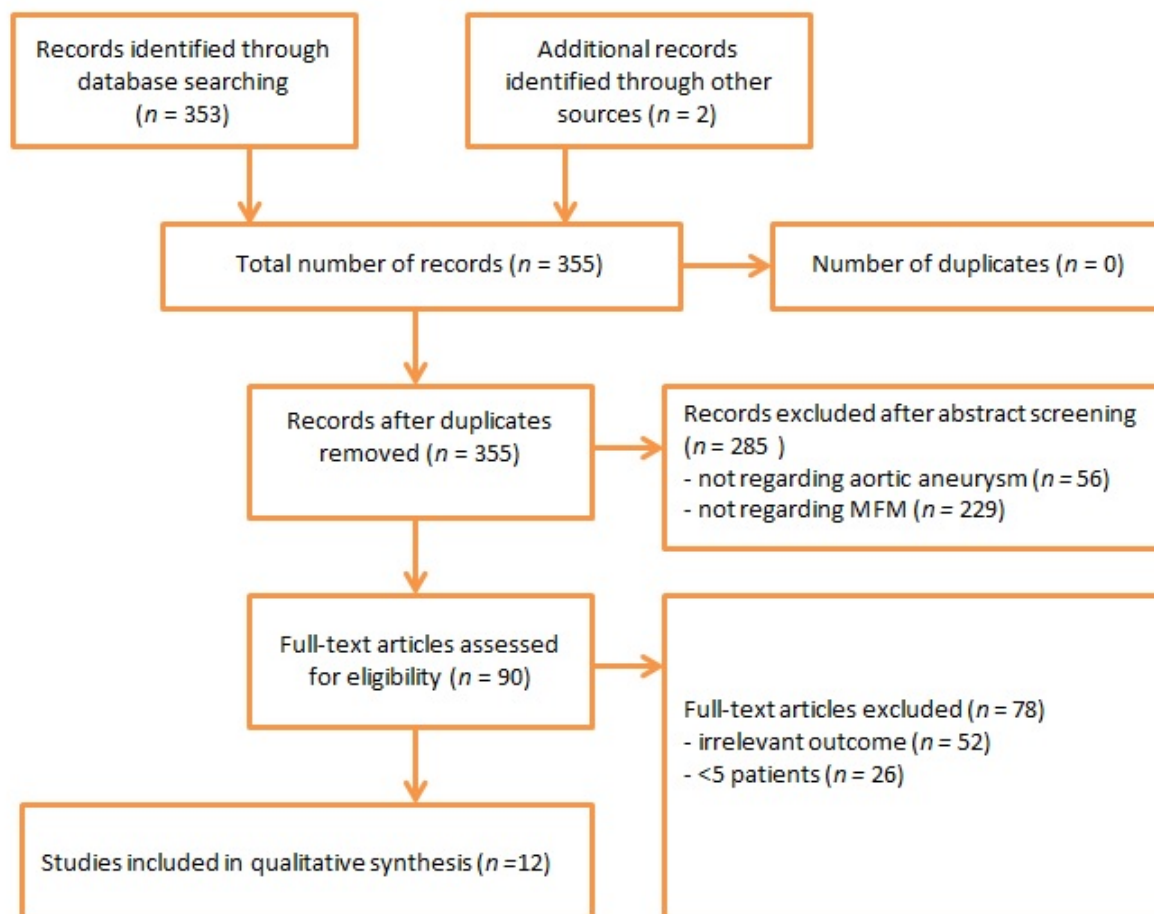 Records identified through
database searching
(n = 353)
Additional records
identified through other
sources (n = 2)
Total number of records (n = 355)
Number of duplicates (n = 0)
Records after duplicates
removed (n = 355)
Records excluded after abstract screening
(n = 285 )
- not regarding aortic aneurysm (n = 56)
- not regarding MFM (n = 229)
Full-text articles assessed
for eligibility (n = 90)
Full-text articles excluded (n = 78)
- irrelevant outcome (n = 52)
- <5 patients (n = 26)
Studies included in qualitative synthesis (n =12)